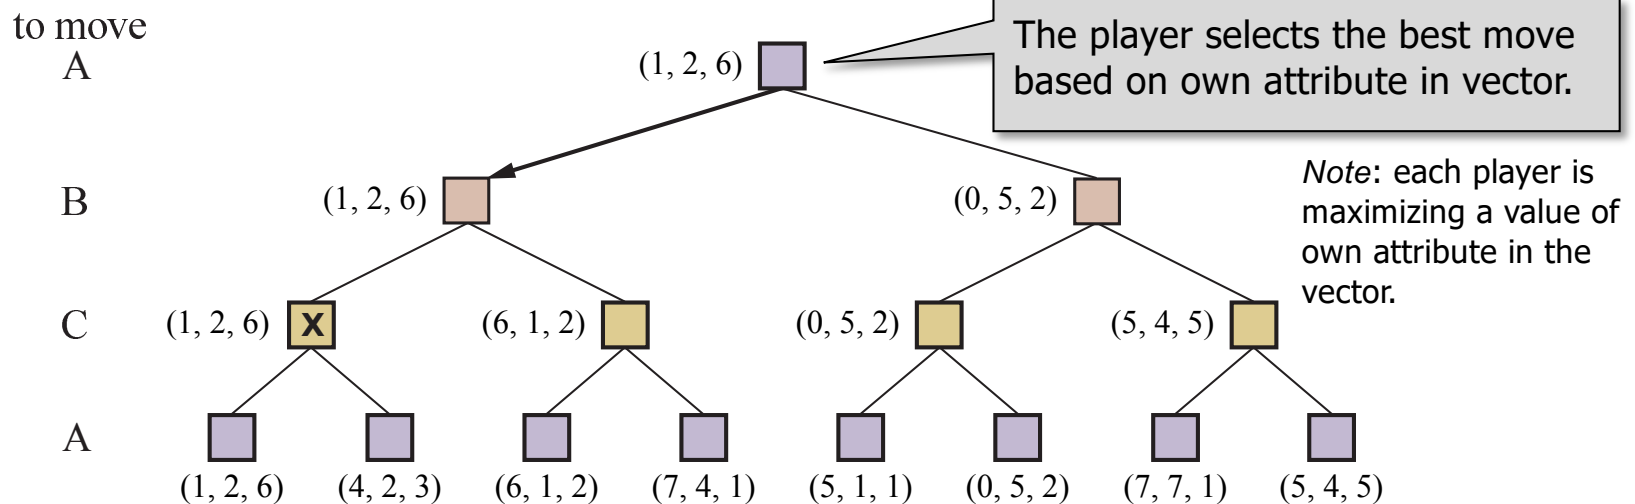 to move
A
(1, 2, 6)
The player selects the best move
based on own attribute in vector.
B
(1, 2, 6)
(0, 5, 2)
Note: each player is
maximizing a value of
own attribute in the
vector.
C
(1, 2, 6)
X
(6, 1, 2)
(0, 5, 2)
(5, 4, 5)
A
(1, 2, 6)
(4, 2, 3)
(6, 1, 2)
(7, 4, 1)
(5, 1, 1)
(0, 5, 2)
(7, 7, 1)
(5, 4, 5)